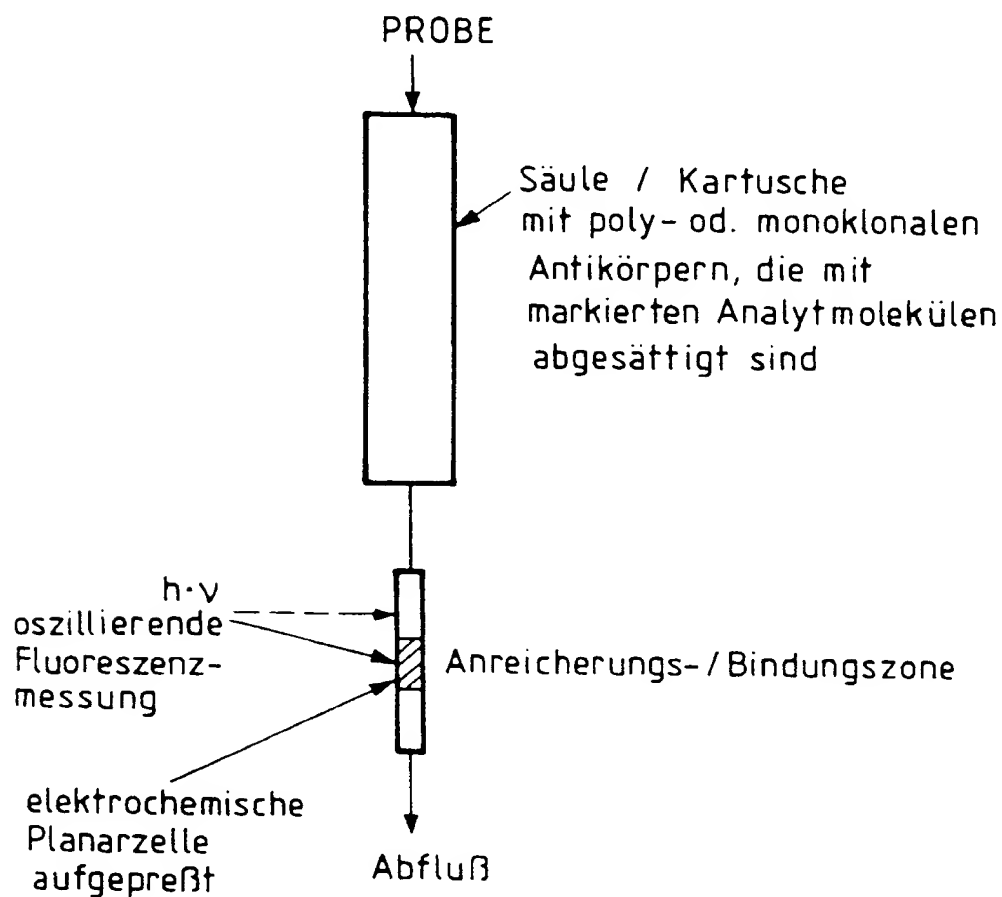 PROBE
Säule / Kartusche
mit poly- od. monoklonalen
Antikörpern, die mit
markierten Analytmolekülen
abgesättigt sind
h·ν
oszillierende
Fluoreszenz-
messung
Anreicherungs-/Bindungszone
elektrochemische
Planarzelle
aufgepreßt
Abfluß